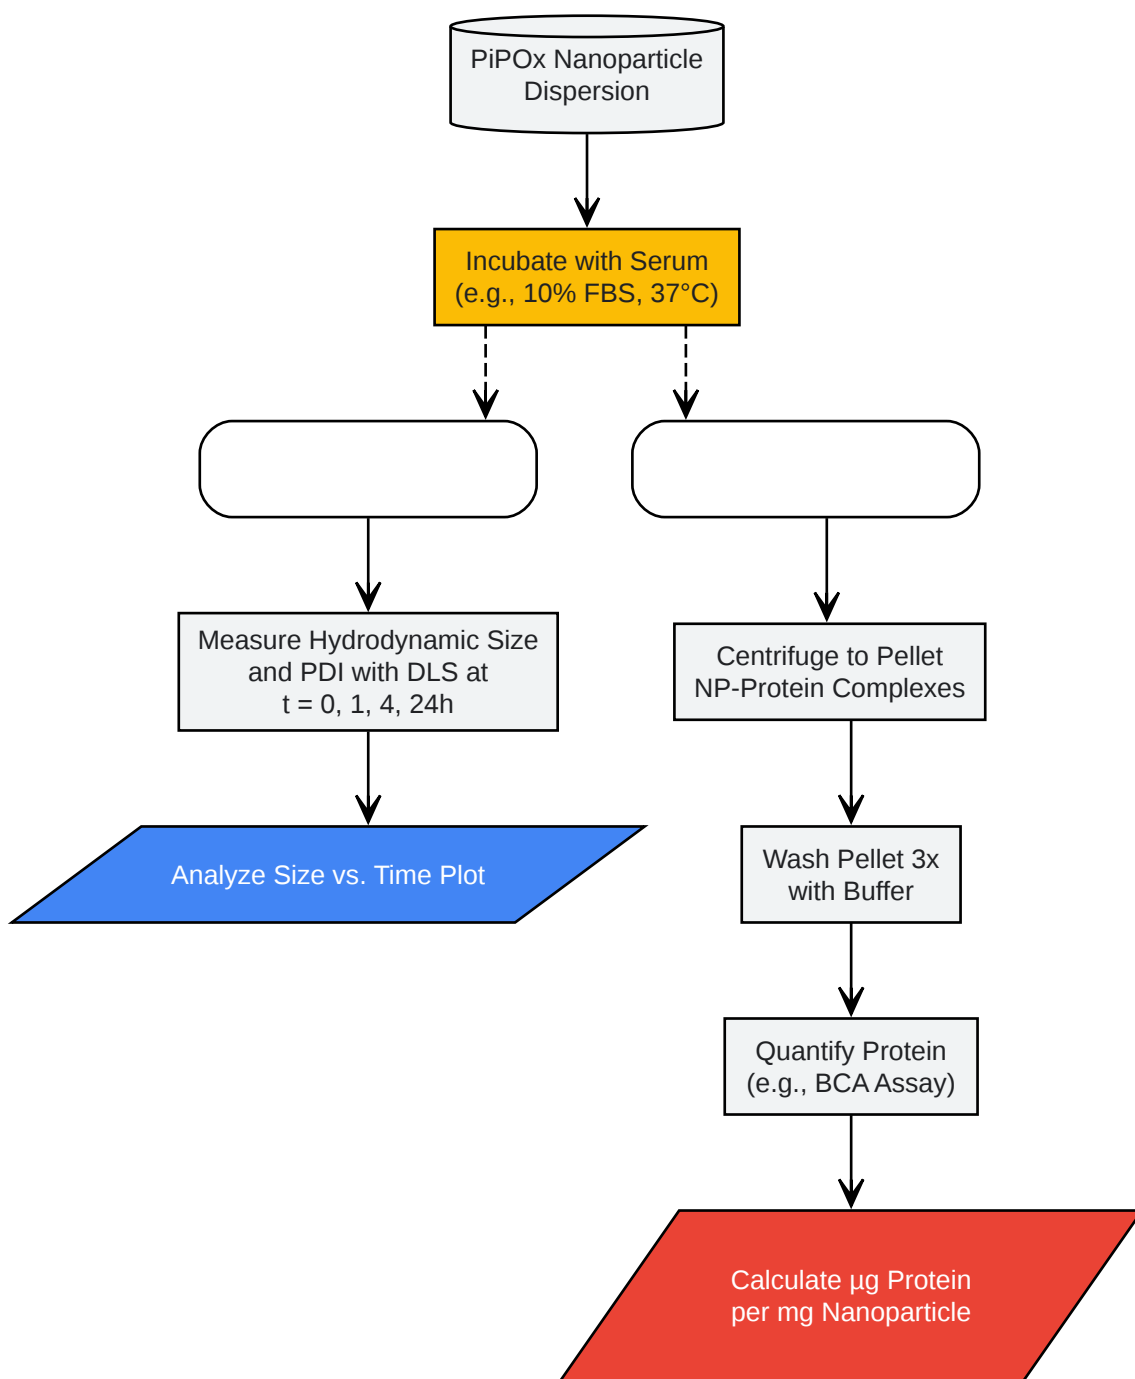 PiPOx Nanoparticle
Dispersion
Incubate with Serum
(e.g., 10% FBS, 37°C)
Measure Hydrodynamic Size
and PDI with DLS at
t = 0, 1, 4, 24h
Analyze Size vs. Time Plot
Centrifuge to Pellet
NP-Protein Complexes
Wash Pellet 3x
with Buffer
Quantify Protein
(e.g., BCA Assay)
Calculate µg Protein
per mg Nanoparticle